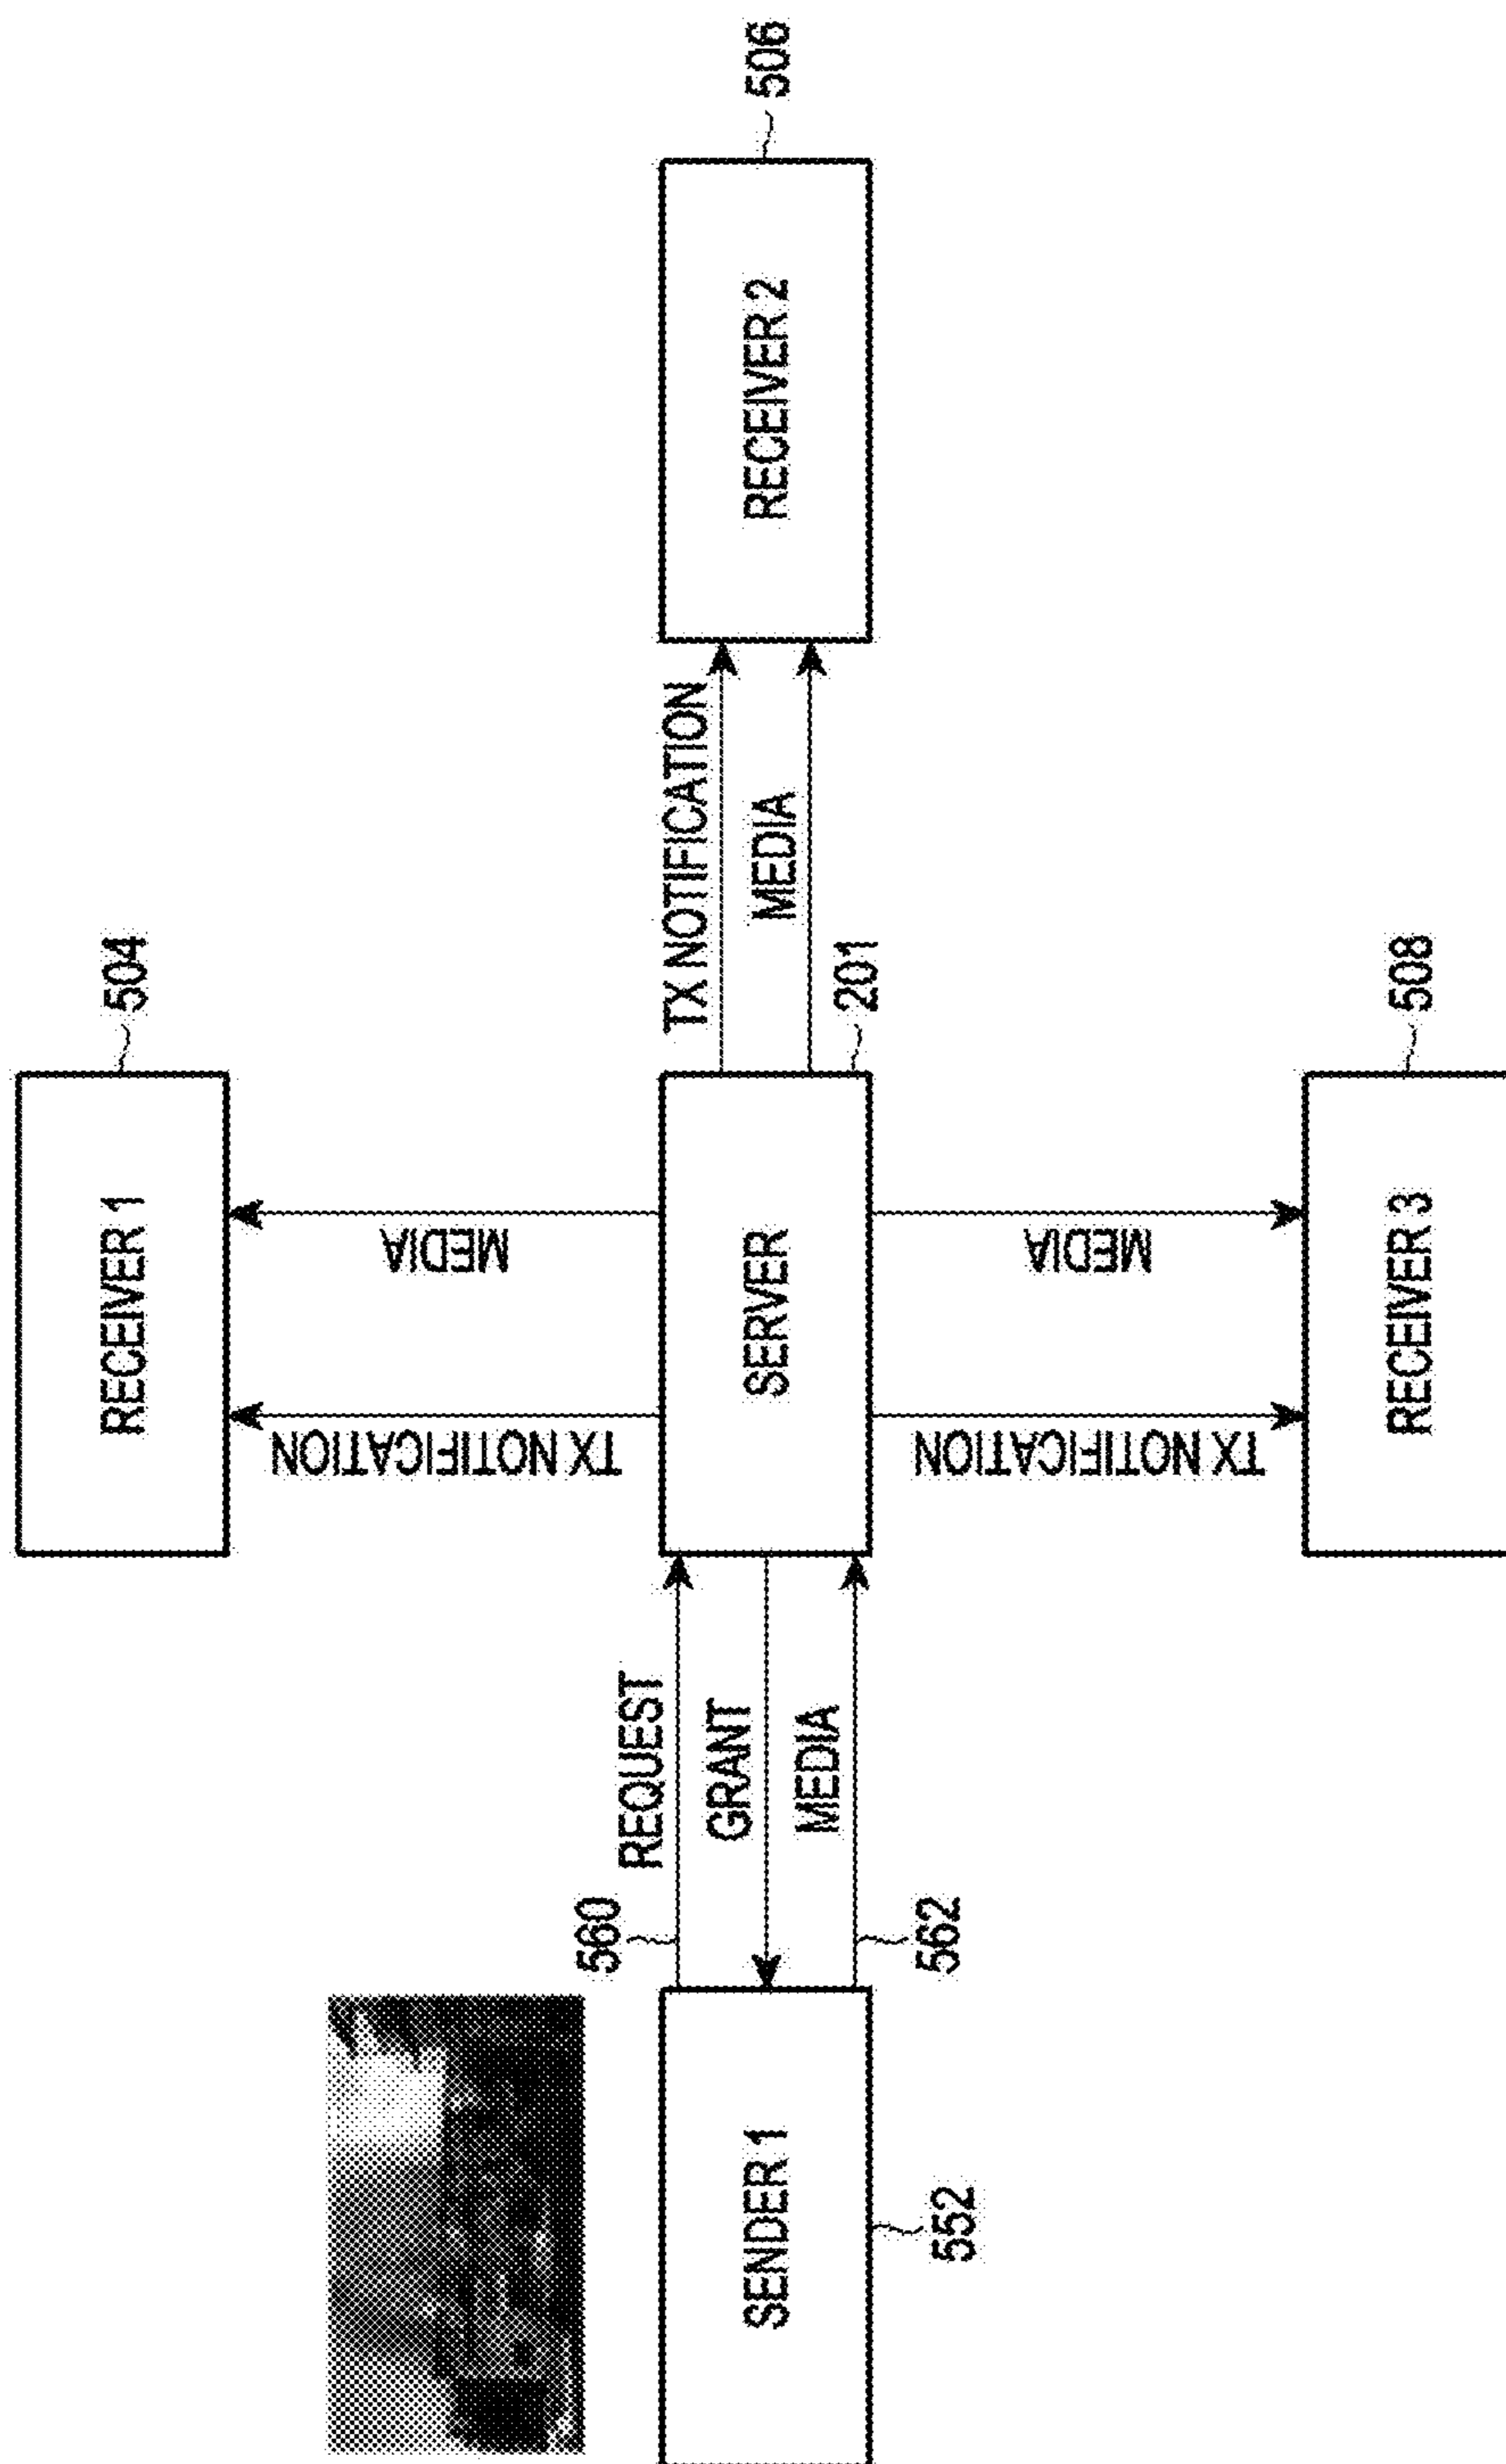 RECEIVER 1
504
TX NOTIFICATION
MEDIA
560
REQUEST
GRANT
MEDIA
562
SENDER 1
552
SERVER
201
TX NOTIFICATION
MEDIA
RECEIVER 2
506
TX NOTIFICATION
MEDIA
RECEIVER 3
508